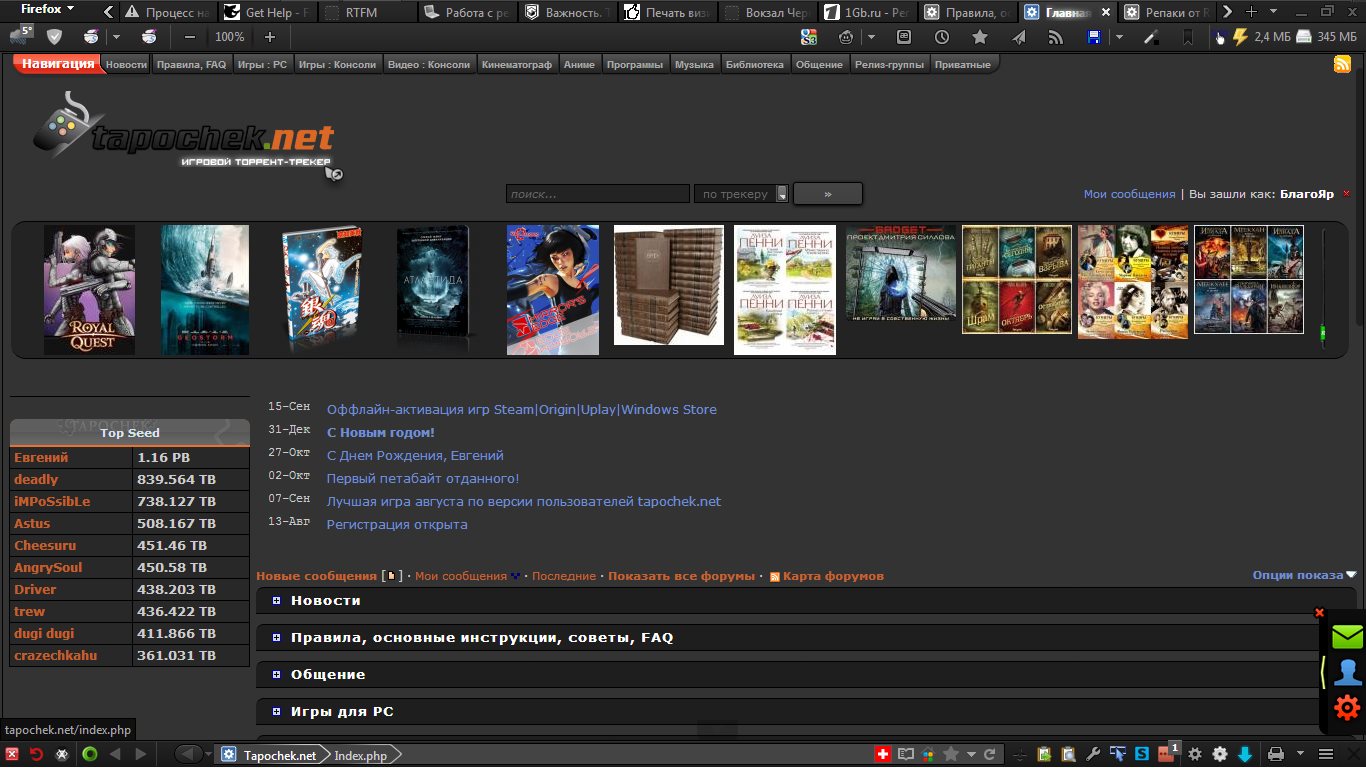 Firefox
Процесс на
Get Help - F
RTFM
Работа с ре
Важность. Т
Печать визи
Вокзал Чер
1Gb.ru - Рег
Правила, ос
Главная
Репаки от R
5°
100%
2,4 МБ
345 МБ
Навигация
Новости
Правила, FAQ
Игры : PC
Игры : Консоли
Видео : Консоли
Кинематограф
Аниме
Программы
Музыка
Библиотека
Общение
Релиз-группы
Приватные
tapochek.net
ИГРОВОЙ ТОРРЕНТ-ТРЕКЕР
поиск...
по трекеру
»
Мои сообщения | Вы зашли как: БлагоЯр
ROYAL QUEST
GEOSTORM
АТЛАНТИДА
ЛУИЗА ПЕННИ
ЛУИЗА ПЕННИ
GADGET
ПРОЕКТ ДМИТРИЯ СИЛЛОВА
НЕ ИГРАЙ В СОБСТВЕННУЮ ЖИЗНЬ
15-Сен Оффлайн-активация игр Steam|Origin|Uplay|Windows Store
31-Дек С Новым годом!
27-Окт С Днем Рождения, Евгений
02-Окт Первый петабайт отданного!
07-Сен Лучшая игра августа по версии пользователей tapochek.net
13-Авг Регистрация открыта
TAPOCHEK
Top Seed
Евгений 1.16 PB
deadly 839.564 TB
iMPoSsibLe 738.127 TB
Astus 508.167 TB
Cheesuru 451.46 TB
AngrySoul 450.58 TB
Driver 438.203 TB
trew 436.422 TB
dugi dugi 411.866 TB
crazechkahu 361.031 TB
Новые сообщения [ ] · Мои сообщения · Последние · Показать все форумы · Карта форумов
Опции показа
Новости
Правила, основные инструкции, советы, FAQ
Общение
Игры для PC
tapochek.net/index.php
Tapochek.net
Index.php
1